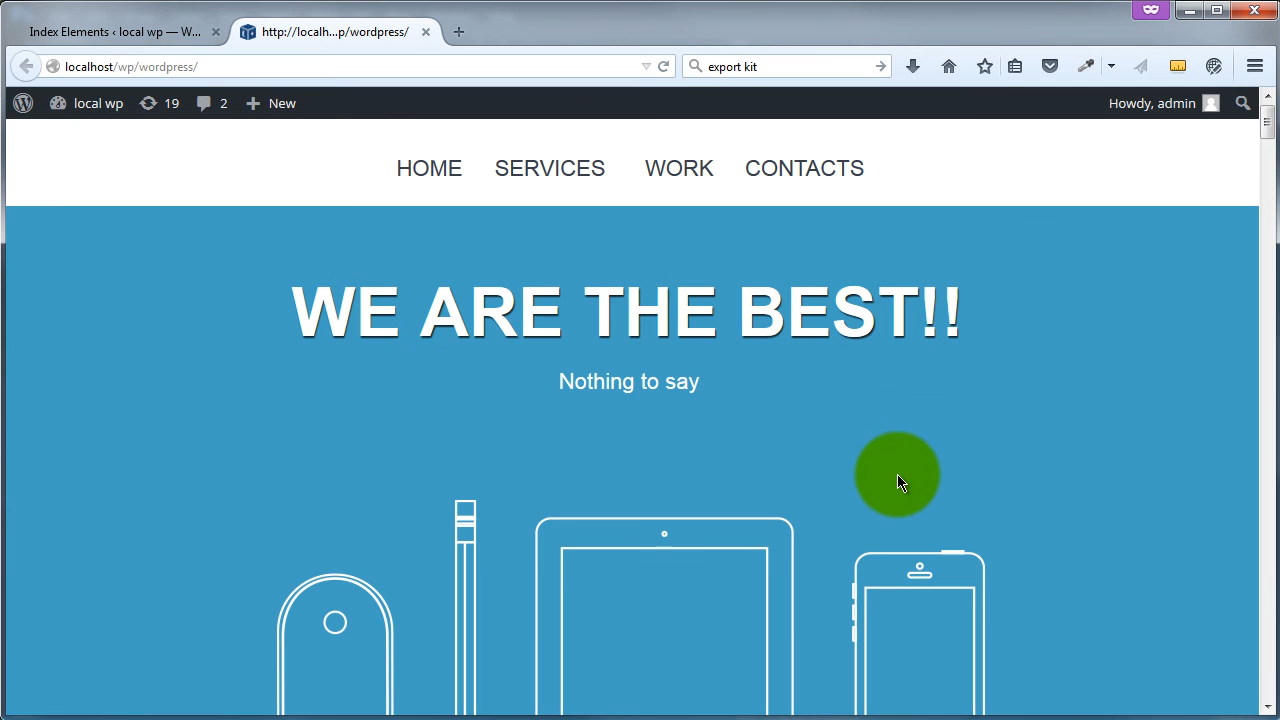 Index Elements ‹ local wp — W...
http://localh...p/wordpress/
localhost/wp/wordpress/
export kit
local wp 19 2 New
Howdy, admin
HOME SERVICES WORK CONTACTS
WE ARE THE BEST!!
Nothing to say